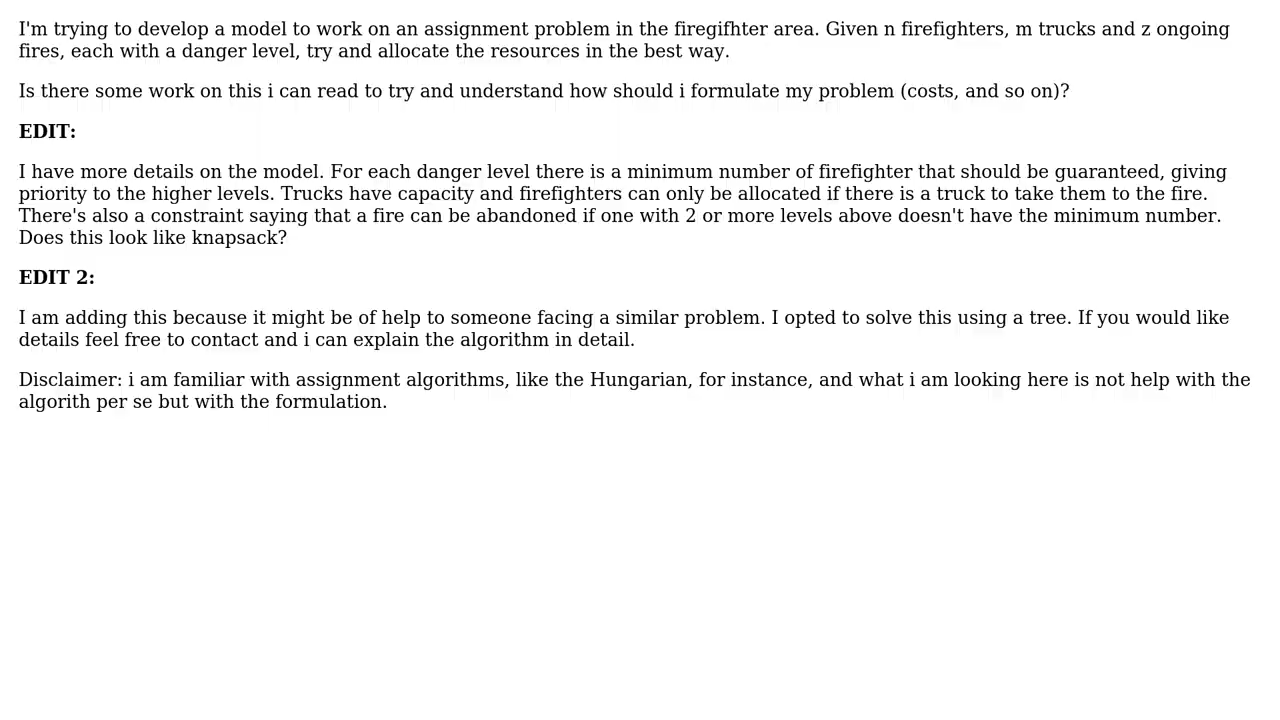 I'm trying to develop a model to work on an assignment problem in the firegifhter area. Given n firefighters, m trucks and z ongoing
fires, each with a danger level, try and allocate the resources in the best way.
Is there some work on this i can read to try and understand how should i formulate my problem (costs, and so on)?
EDIT:
I have more details on the model. For each danger level there is a minimum number of firefighter that should be guaranteed, giving
priority to the higher levels. Trucks have capacity and firefighters can only be allocated if there is a truck to take them to the fire.
There's also a constraint saying that a fire can be abandoned if one with 2 or more levels above doesn't have the minimum number.
Does this look like knapsack?
EDIT 2:
I am adding this because it might be of help to someone facing a similar problem. I opted to solve this using a tree. If you would like
details feel free to contact and i can explain the algorithm in detail.
Disclaimer: i am familiar with assignment algorithms, like the Hungarian, for instance, and what i am looking here is not help with the
algorith per se but with the formulation.